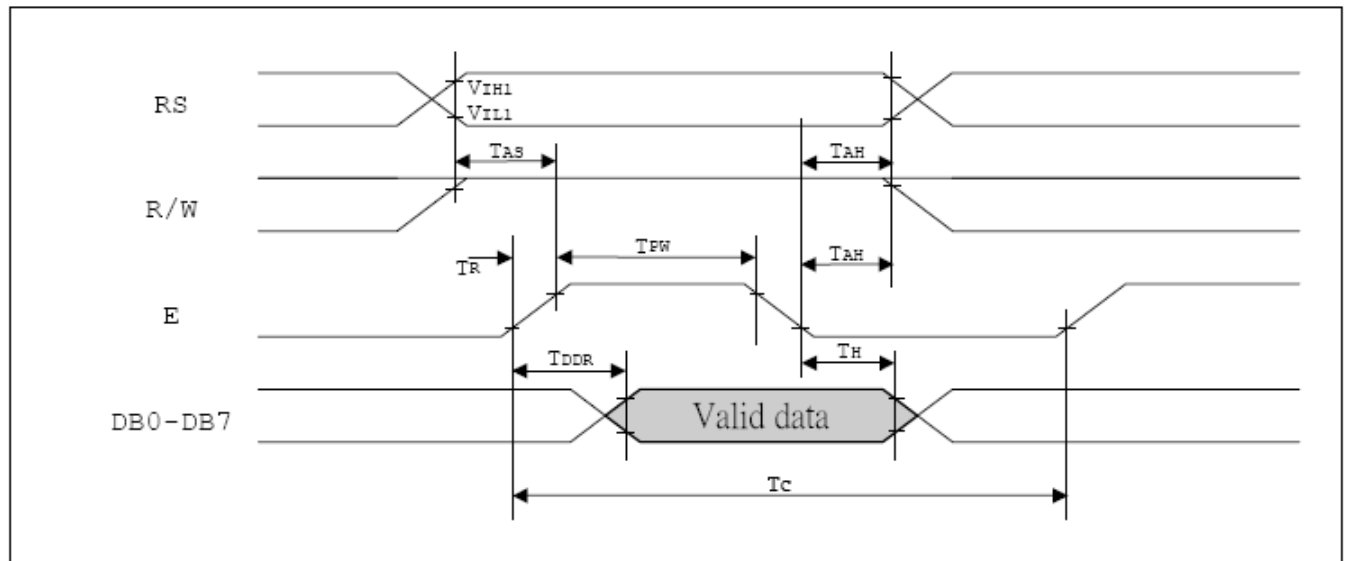 RS
VIH1
VIL1
TAS
TAH
R/W
TPW
TAH
TR
E
TDDR
TH
DB0-DB7
Valid data
TC